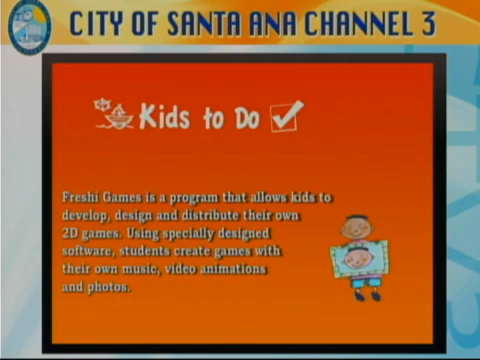 CITY OF SANTA ANA CHANNEL 3
Kids to Do
Freshi Games is a program that allows kids to
develop, design and distribute their own
2D games. Using specially designed
software, students create games with
their own music, video animations
and photos.